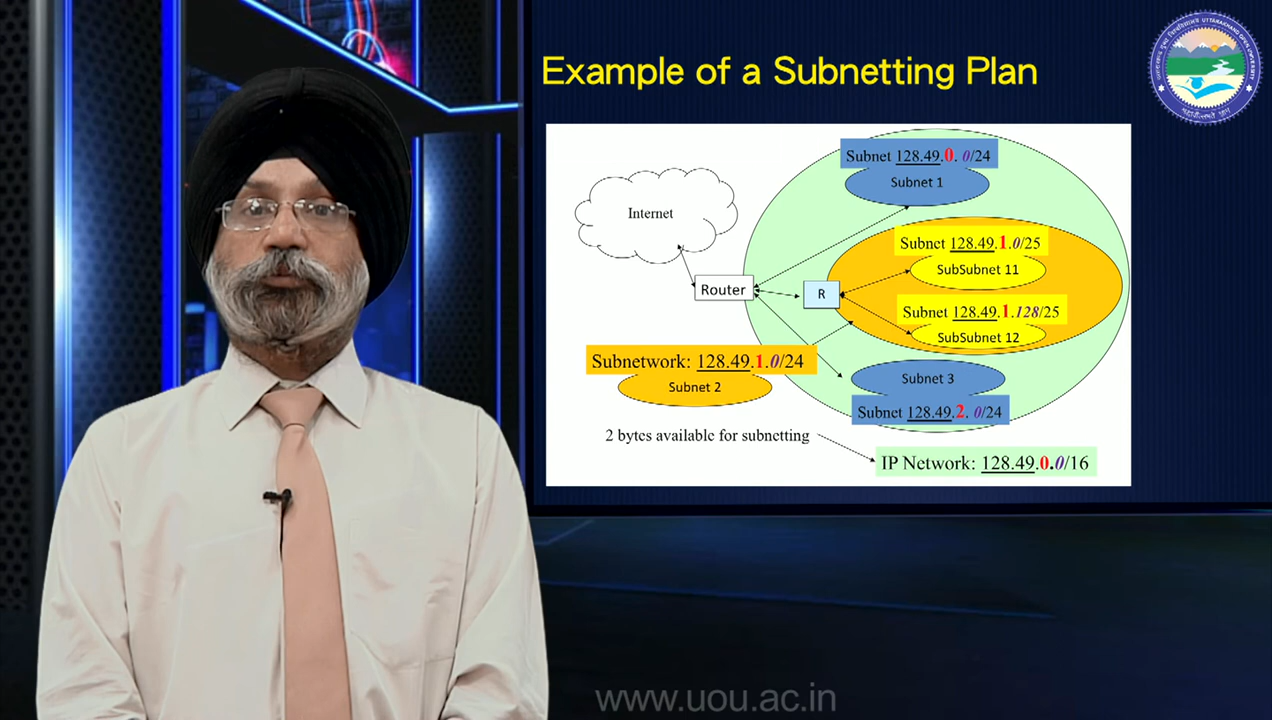 Example of a Subnetting Plan
UTTARAKHAND OPEN UNIVERSITY
Subnet 128.49.0. 0/24
Subnet 1
Internet
Subnet 128.49.1.0/25
SubSubnet 11
Router
R
Subnet 128.49.1.128/25
SubSubnet 12
Subnetwork: 128.49.1.0/24
Subnet 2
Subnet 3
Subnet 128.49.2. 0/24
2 bytes available for subnetting
IP Network: 128.49.0.0/16
www.uou.ac.in